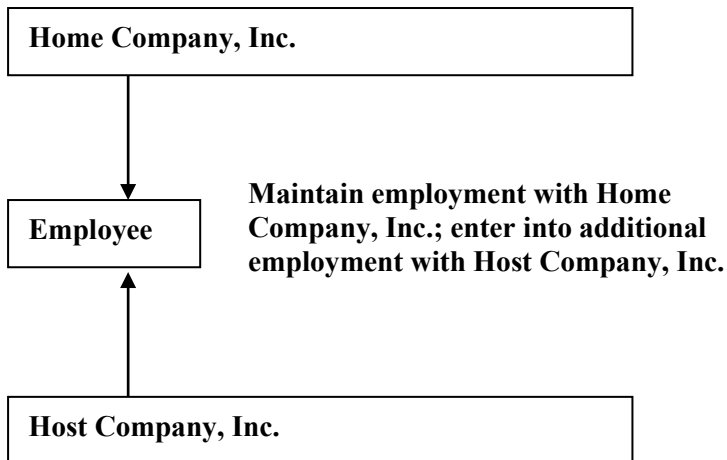 Home Company, Inc.
Employee
Maintain employment with Home
Company, Inc.; enter into additional
employment with Host Company, Inc.
Host Company, Inc.